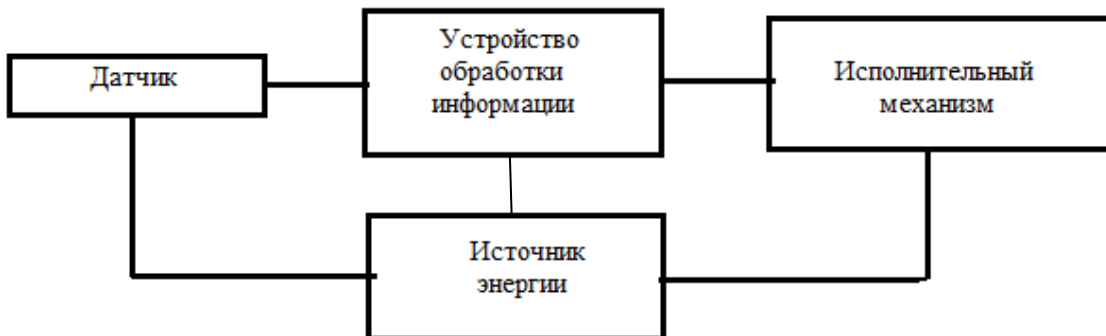 Датчик
Устройство
обработки
информации
Исполнительный
механизм
Источник
энергии